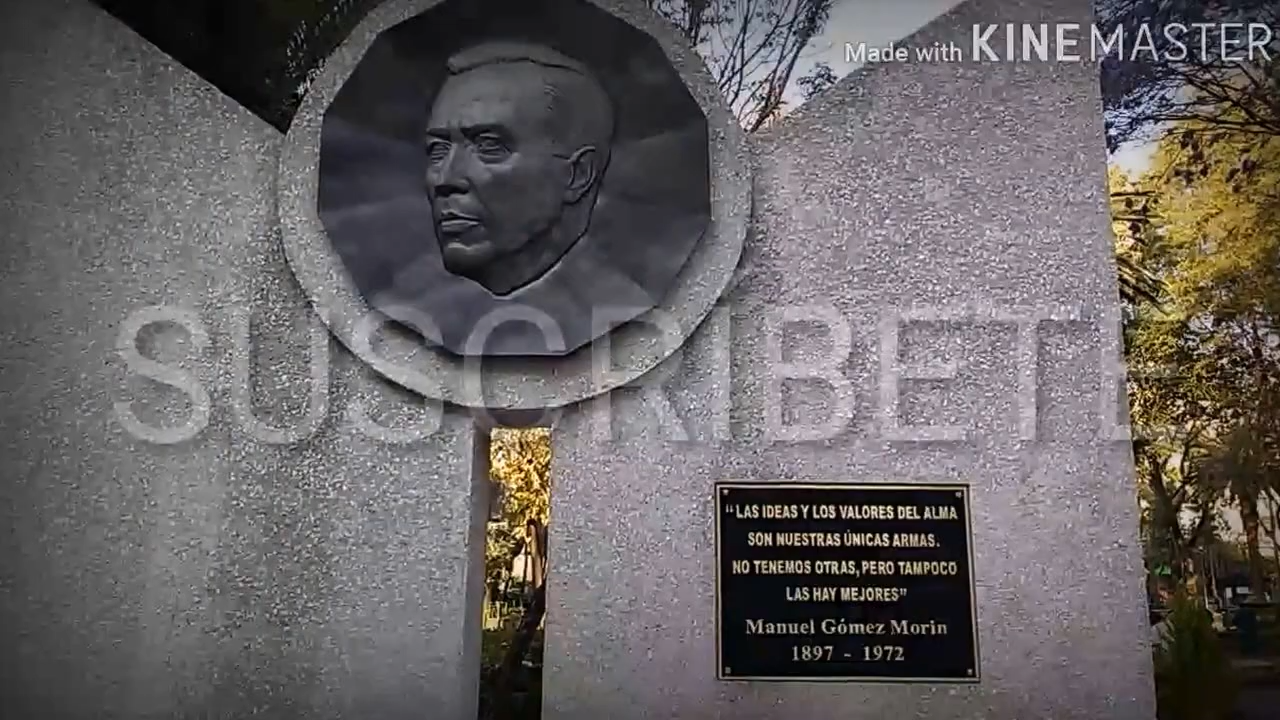 Made with KINEMASTER
SUSCRIBETE
“LAS IDEAS Y LOS VALORES DEL ALMA
SON NUESTRAS ÚNICAS ARMAS.
NO TENEMOS OTRAS, PERO TAMPOCO
LAS HAY MEJORES”
Manuel Gómez Morin
1897 - 1972